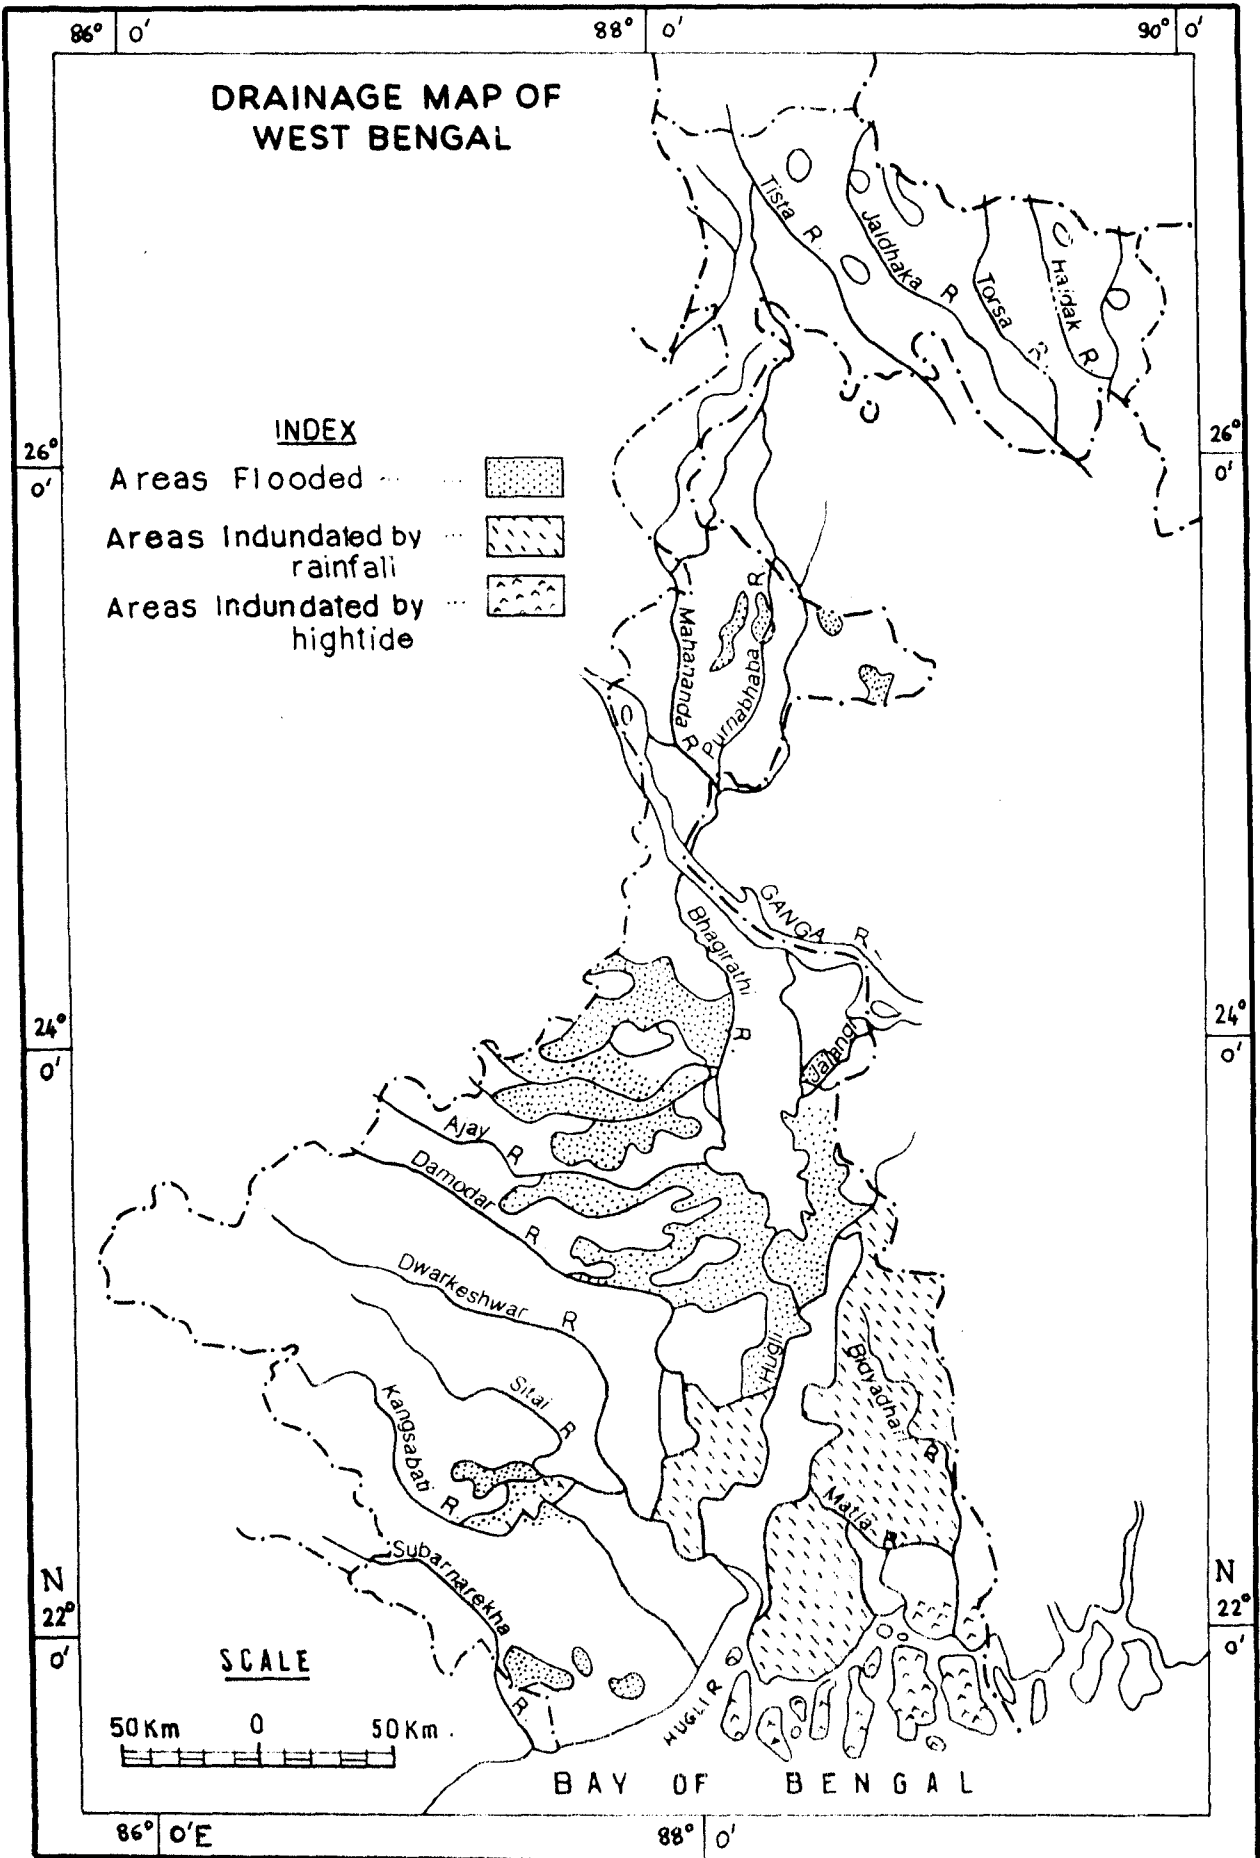 86° 0'
88° 0'
90° 0'
DRAINAGE MAP OF
WEST BENGAL
Tista R.
Jaldhaka R
Torsa R.
Haidak R
INDEX
26°
0'
26°
0'
Areas Flooded
Areas Indundated by
rainfall
Areas Indundated by
hightide
Mahananda R
Purnabhaba R.
GANGA R.
Bhagirathi R.
24°
0'
24°
0'
Jalangi
Ajay R
Damodar R
Dwarkeshwar R
Hugli
Bidyadhari R
Sitai R
Kangsabati R
Matla R
Subarnarekha R.
N
22°
0'
N
22°
0'
SCALE
50Km 0 50Km.
HUGLI R
BAY OF BENGAL
86° 0'E
88° 0'